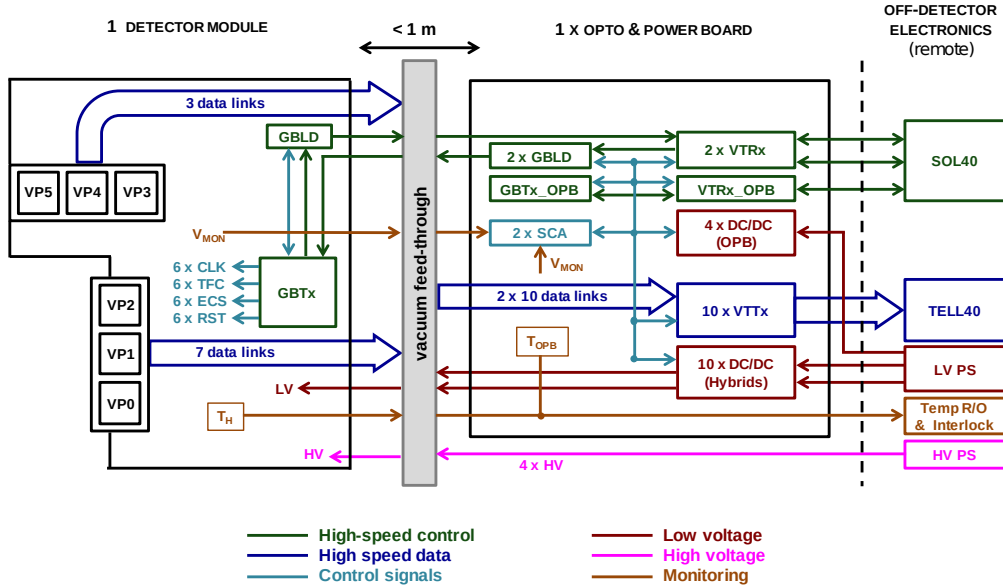 1 DETECTOR MODULE
< 1 m
1 x OPTO & POWER BOARD
OFF-DETECTOR
ELECTRONICS
(remote)
3 data links
GBLD
2 x GBLD
2 x VTRx
SOL40
VP5
VP4
VP3
GBTx_OPB
VTRx_OPB
VMON
2 x SCA
4 x DC/DC
(OPB)
VMON
6 x CLK
6 x TFC
6 x ECS
6 x RST
GBTx
vacuum feed-through
2 x 10 data links
10 x VTTx
TELL40
VP2
VP1
VP0
7 data links
TOPB
10 x DC/DC
(Hybrids)
LV PS
LV
TH
Temp R/O
& Interlock
HV
4 x HV
HV PS
High-speed control
High speed data
Control signals
Low voltage
High voltage
Monitoring